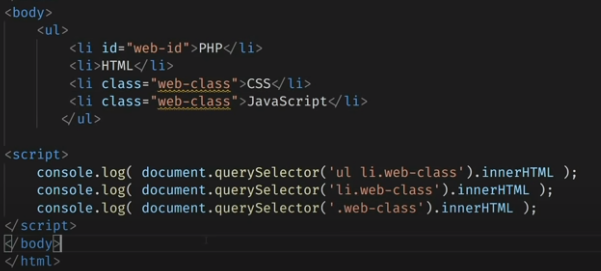 <body>
<ul>
<li id="web-id">PHP</li>
<li>HTML</li>
<li class="web-class">CSS</li>
<li class="web-class">JavaScript</li>
</ul>
<script>
console.log( document.querySelector('ul li.web-class').innerHTML );
console.log( document.querySelector('li.web-class').innerHTML );
console.log( document.querySelector('.web-class').innerHTML );
</script>
</body>
</html>